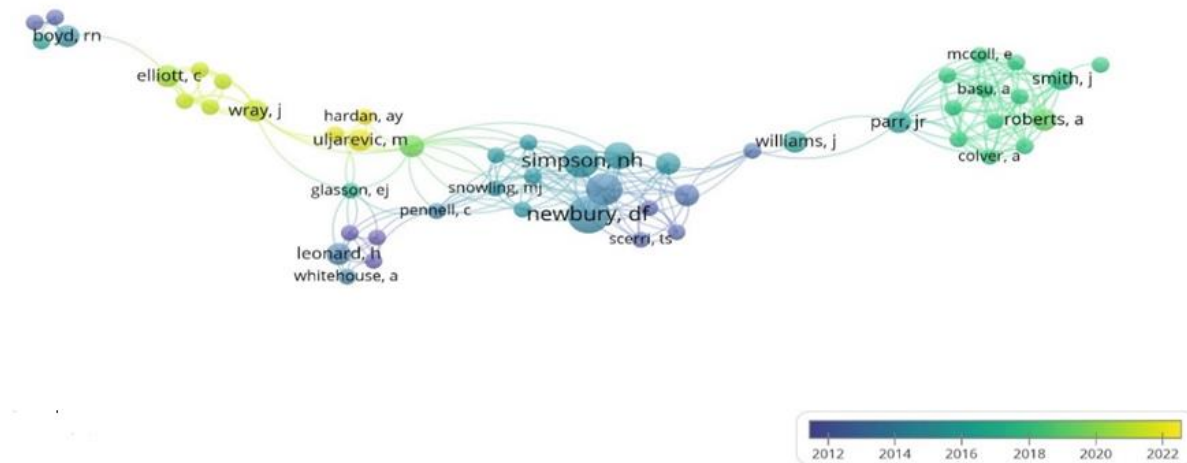 boyd, rn
elliott, c
wray, j
hardan, ay
uljarevic, m
glasson, ej
pennell, c
leonard, h
whitehouse, a
simpson, nh
snowling, mj
newbury, df
scerri, ts
williams, j
parr, jr
mccoll, e
smith, j
basu, a
roberts, a
colver, a
2012 2014 2016 2018 2020 2022